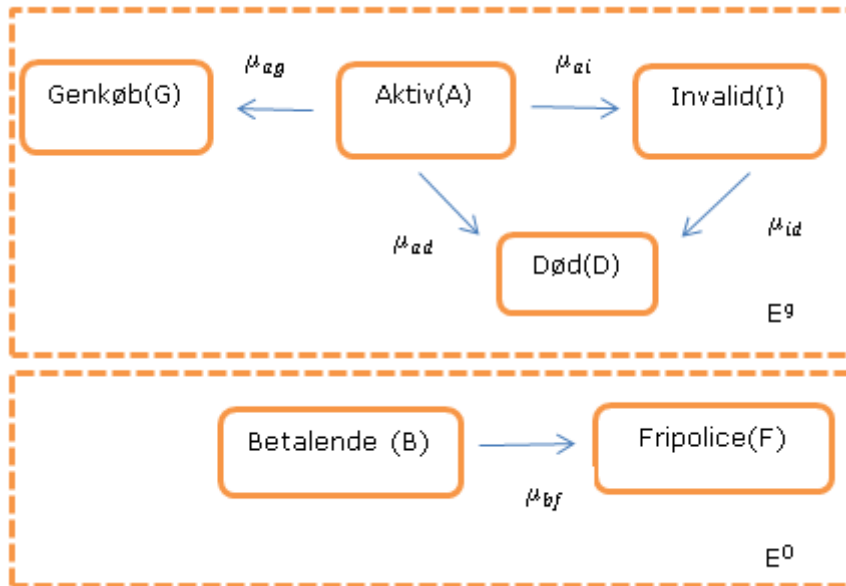 μag
μai
Genkøb(G)
Aktiv(A)
Invalid(I)
μad
μid
Død(D)
Eg
Betalende (B)
Fripolice(F)
μbf
E0